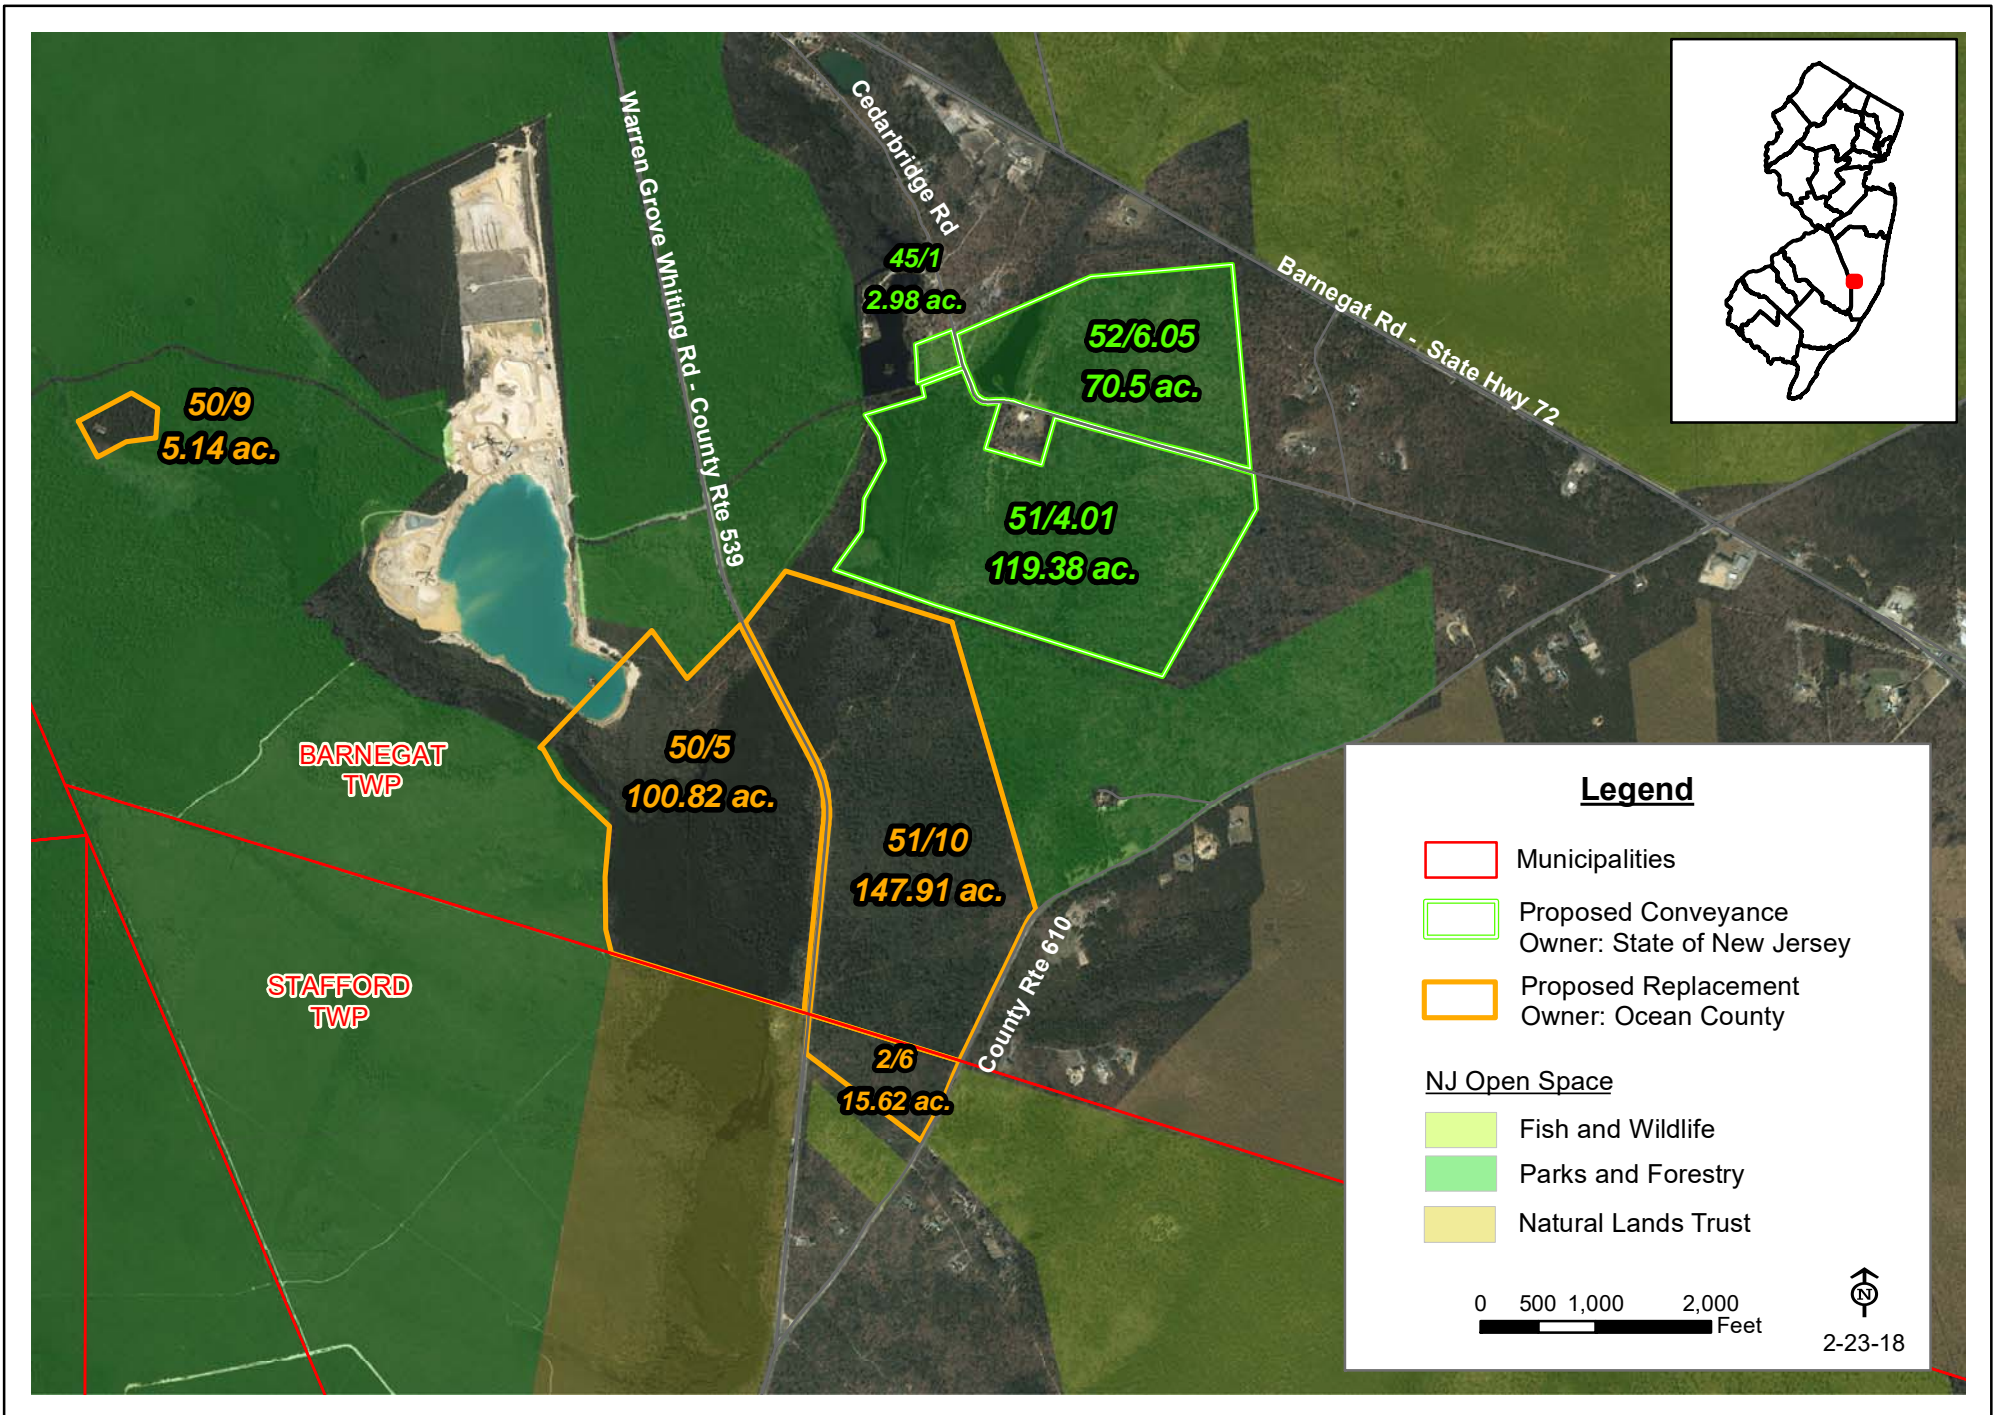 Warren Grove Whiting Rd - County Rte 539
Cedarbridge Rd
Barnegat Rd - State Hwy 72
45/1
2.98 ac.
52/6.05
70.5 ac.
50/9
5.14 ac.
51/4.01
119.38 ac.
BARNEGAT
TWP
50/5
100.82 ac.
51/10
147.91 ac.
STAFFORD
TWP
County Rte 610
2/6
15.62 ac.
Legend
Municipalities
Proposed Conveyance
Owner: State of New Jersey
Proposed Replacement
Owner: Ocean County
NJ Open Space
Fish and Wildlife
Parks and Forestry
Natural Lands Trust
0 500 1,000 2,000
Feet
N
2-23-18